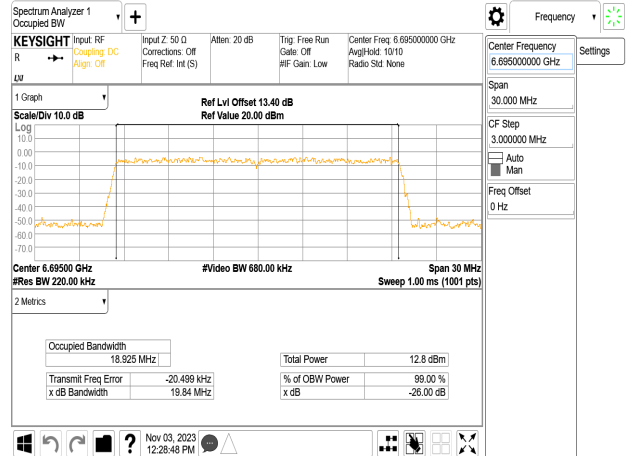 Spectrum Analyzer 1
Occupied BW
Frequency
KEYSIGHT
R
Input: RF
Coupling: DC
Align: Off
Input Z: 50 Ω
Corrections: Off
Freq Ref: Int (S)
Atten: 20 dB
Trig: Free Run
Gate: Off
#IF Gain: Low
Center Freq: 6.695000000 GHz
Avg|Hold: 10/10
Radio Std: None
Center Frequency
6.695000000 GHz
Settings
Span
30.000 MHz
CF Step
3.000000 MHz
Auto
Man
Freq Offset
0 Hz
1 Graph
Scale/Div 10.0 dB
Ref Lvl Offset 13.40 dB
Ref Value 20.00 dBm
Log
10.0
0.00
-10.0
-20.0
-30.0
-40.0
-50.0
-60.0
-70.0
Center 6.69500 GHz
#Res BW 220.00 kHz
#Video BW 680.00 kHz
Span 30 MHz
Sweep 1.00 ms (1001 pts)
2 Metrics
Occupied Bandwidth
18.925 MHz
Transmit Freq Error -20.499 kHz
x dB Bandwidth 19.84 MHz
Total Power 12.8 dBm
% of OBW Power 99.00 %
x dB -26.00 dB
?
Nov 03, 2023
12:28:48 PM